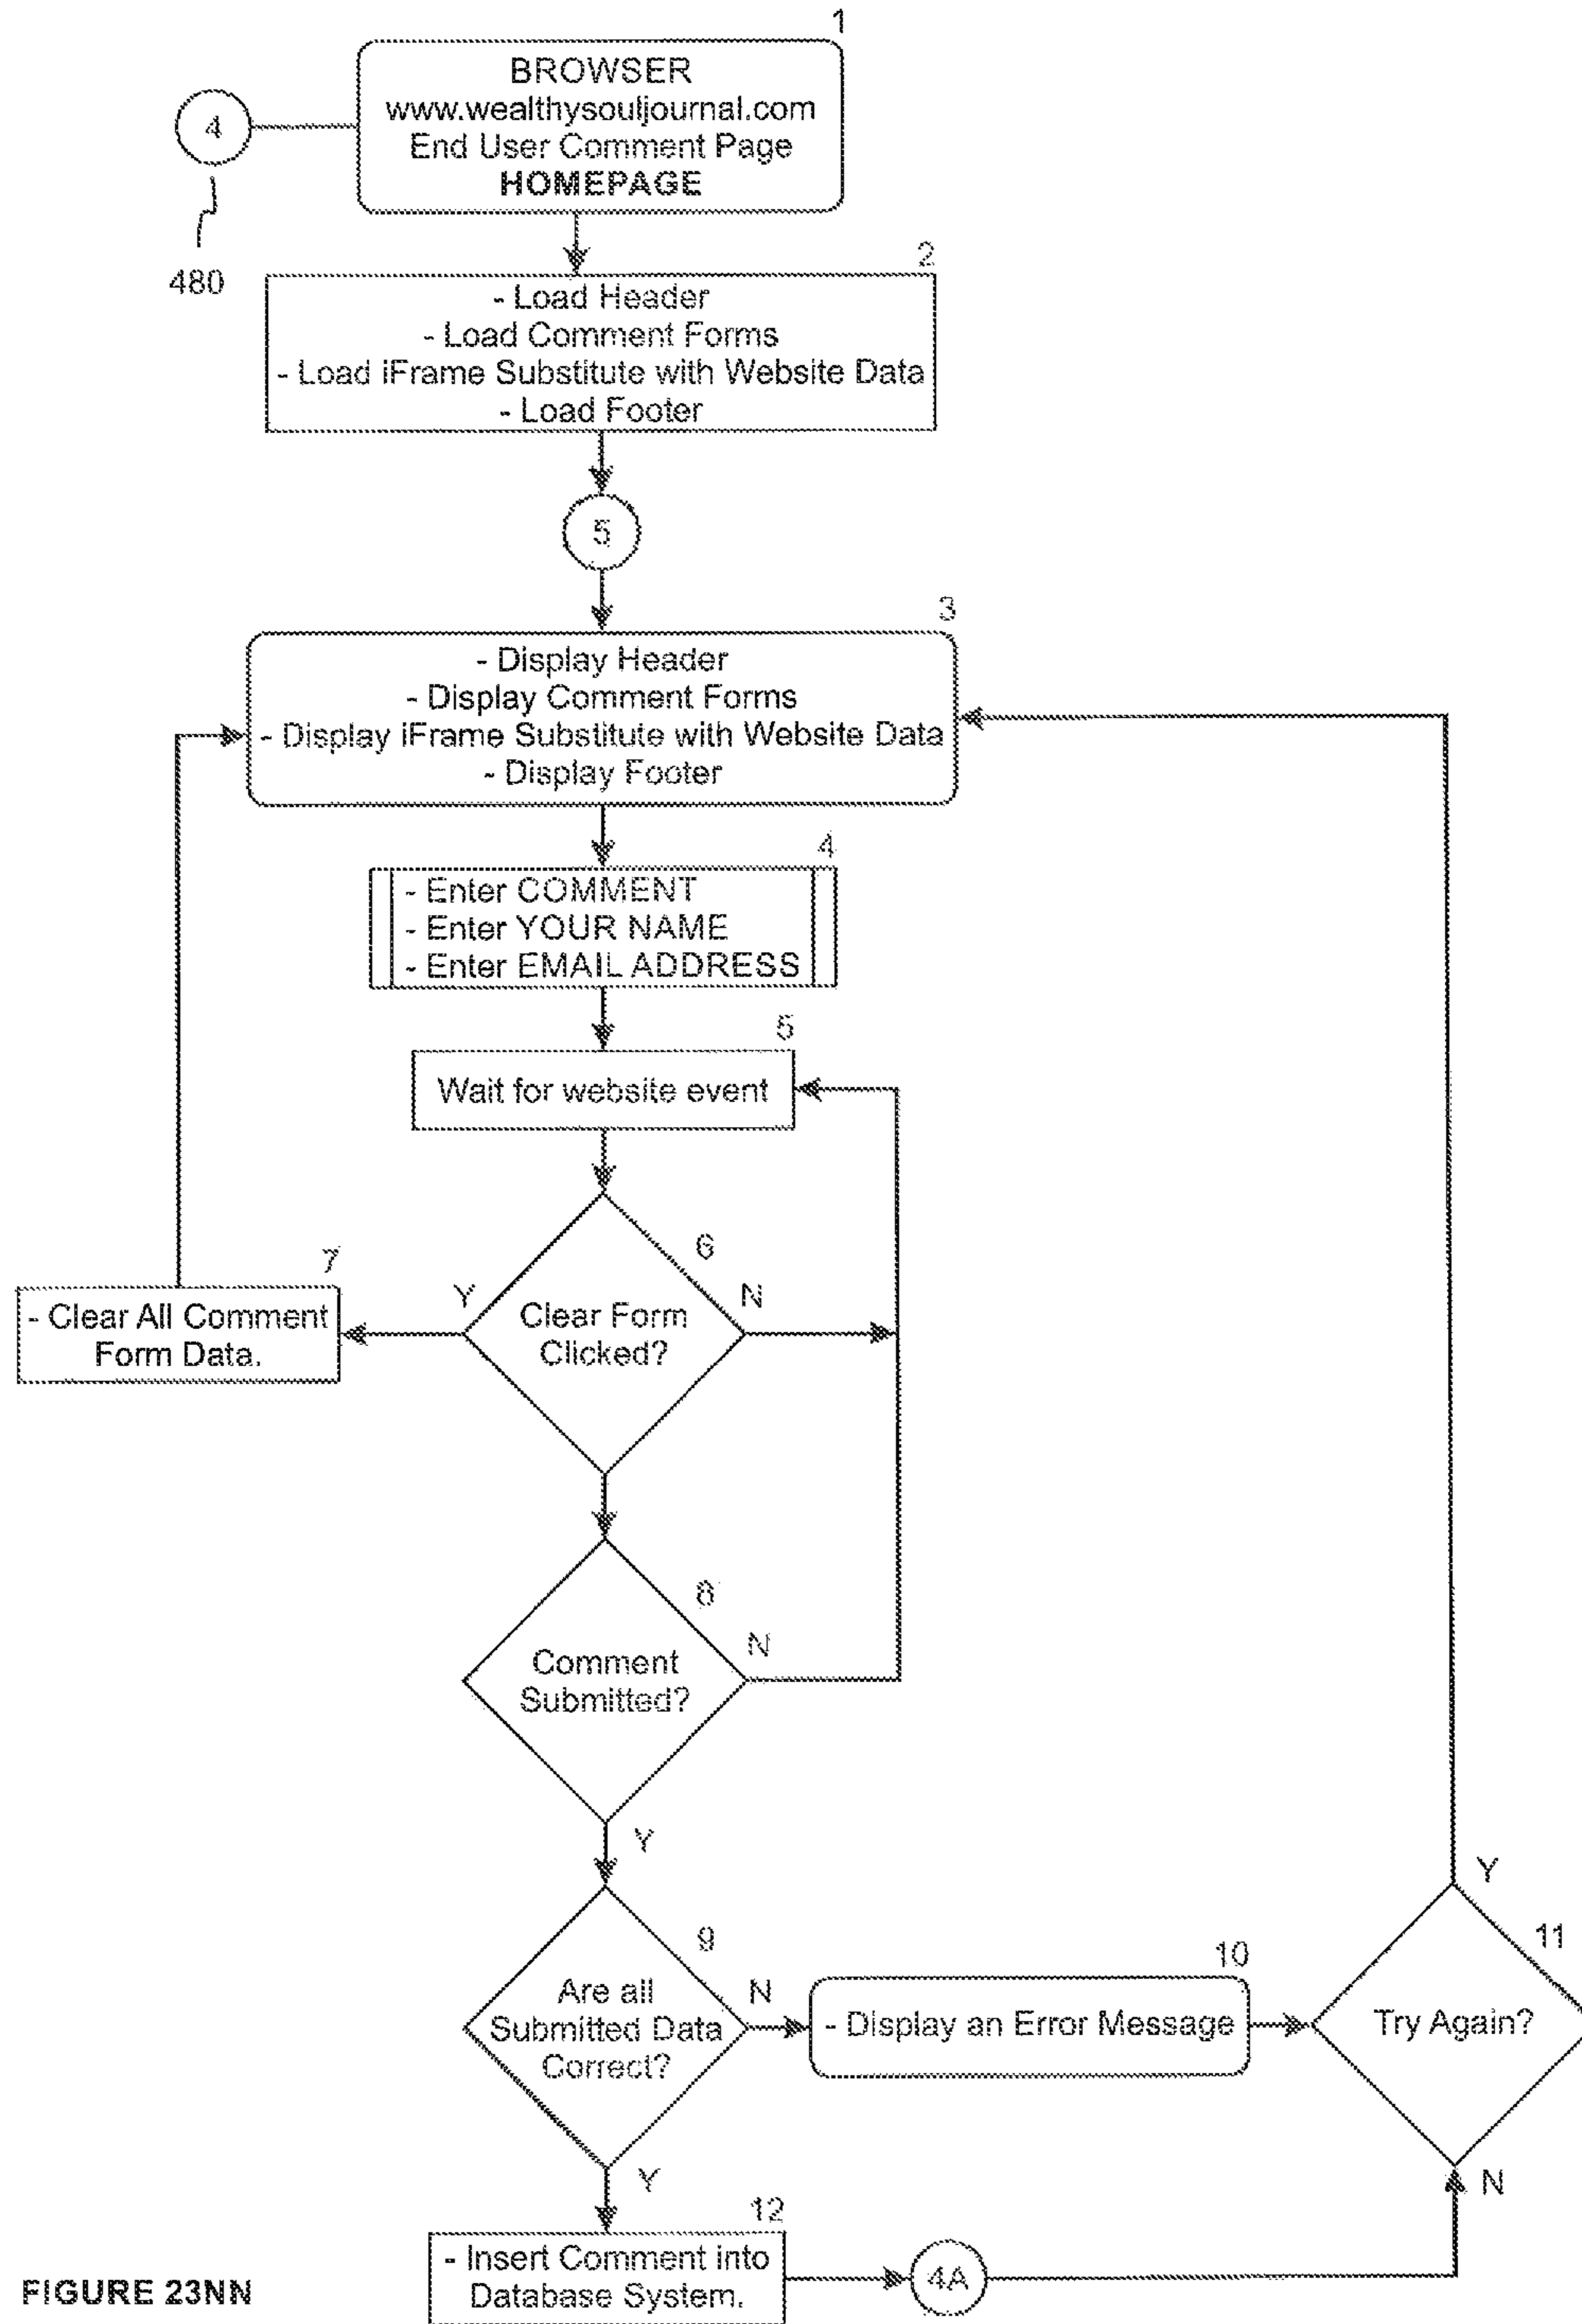 1
BROWSER
www.wealthysouljournal.com
End User Comment Page
HOMEPAGE
4
480
2
- Load Header
- Load Comment Forms
- Load iFrame Substitute with Website Data
- Load Footer
5
3
- Display Header
- Display Comment Forms
- Display iFrame Substitute with Website Data
- Display Footer
4
- Enter COMMENT
- Enter YOUR NAME
- Enter EMAIL ADDRESS
5
Wait for website event
6
Y
N
Clear Form
Clicked?
7
- Clear All Comment
Form Data.
8
N
Comment
Submitted?
Y
9
N
Are all
Submitted Data
Correct?
10
- Display an Error Message
Y
11
Try Again?
N
Y
12
- Insert Comment into
Database System.
4A
FIGURE 23NN